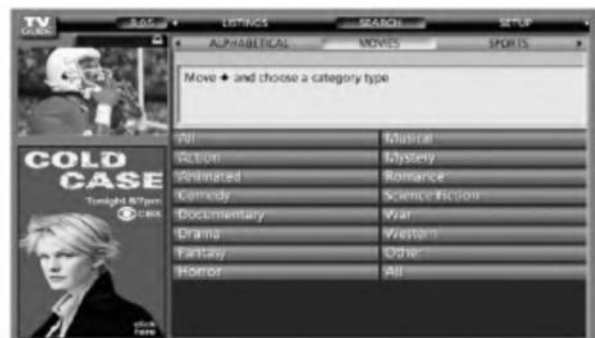 TV
GUIDE
LISTINGS
SEARCH
SETUP
ALPHABETICAL
MOVIES
SPORTS
Move and choose a category type
All
Action
Animated
Comedy
Documentary
Drama
Fantasy
Horror
Musical
Mystery
Romance
Science Fiction
War
Western
Other
All
COLD
CASE
Tonight 8/7pm
CBS
click
here